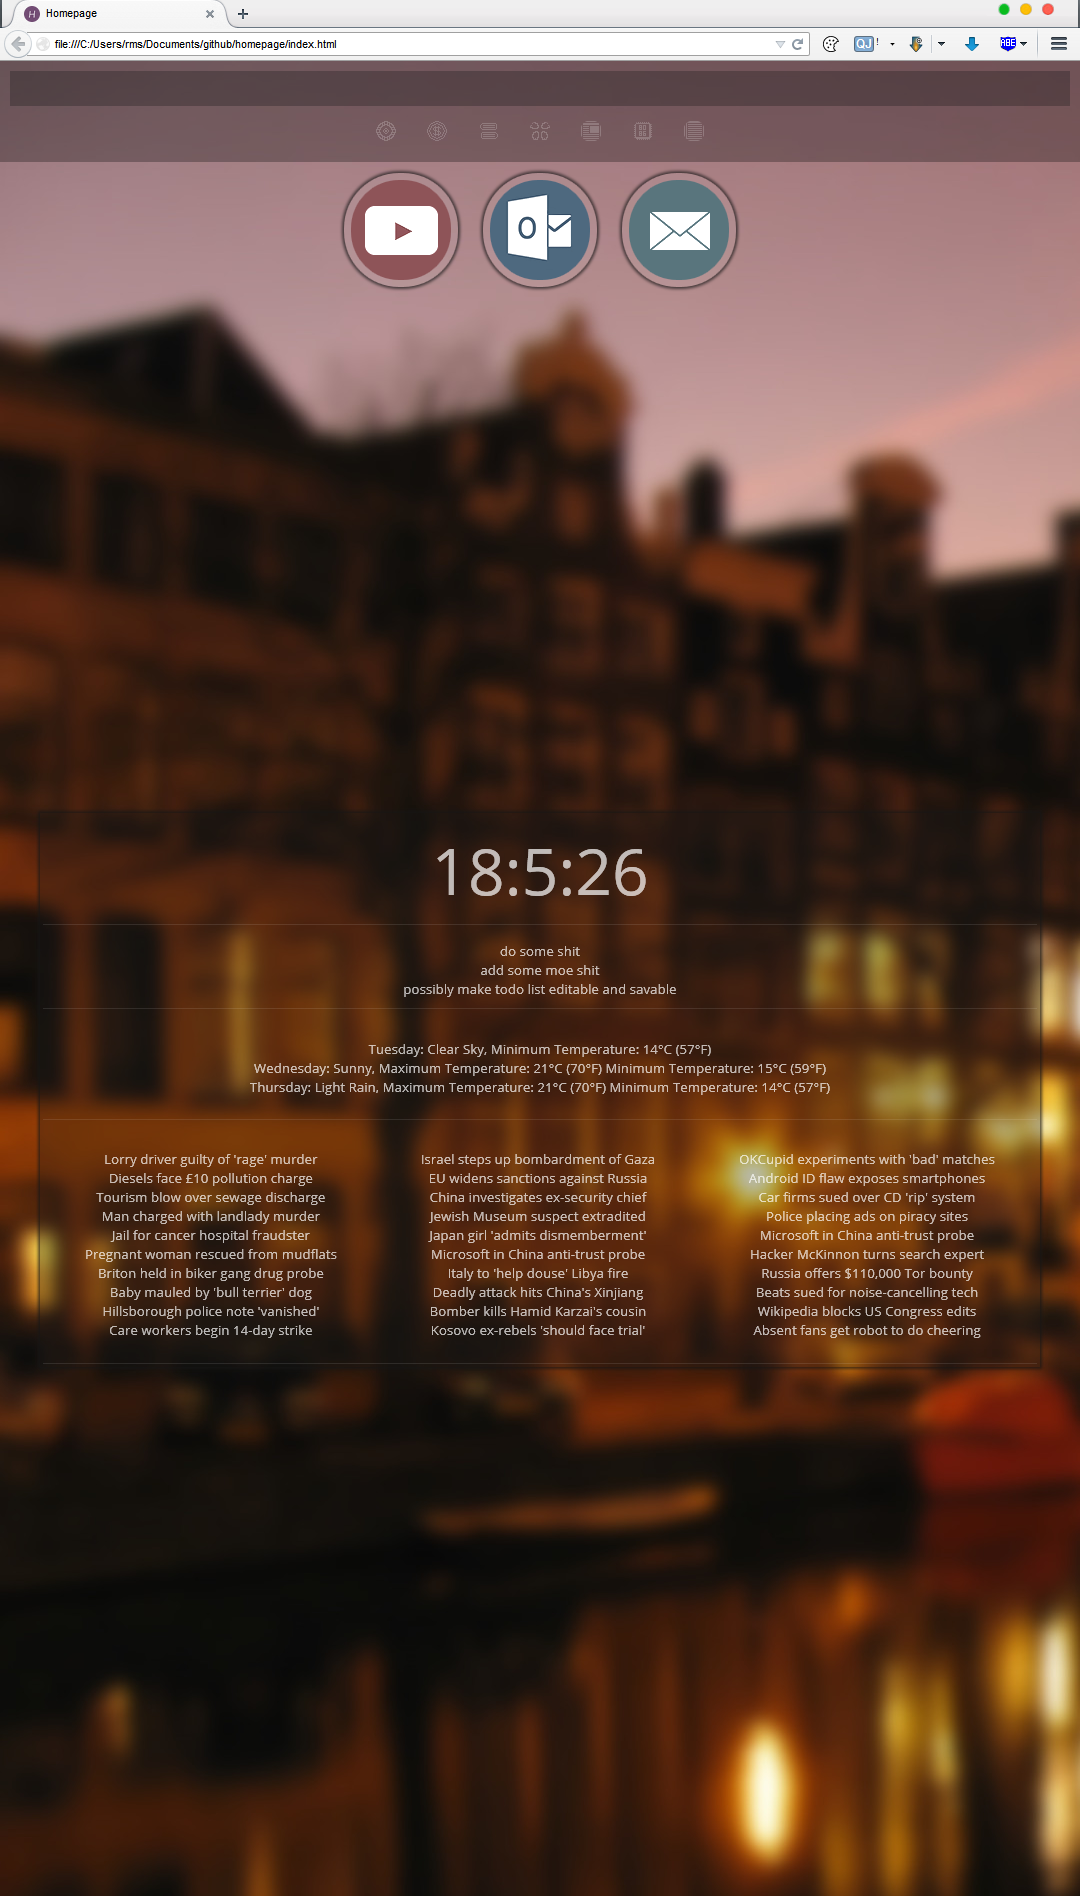 Homepage
file:///C:/Users/rms/Documents/github/homepage/index.html
QJ !
ABE
O
18:5:26
do some shit
add some moe shit
possibly make todo list editable and savable
Tuesday: Clear Sky, Minimum Temperature: 14°C (57°F)
Wednesday: Sunny, Maximum Temperature: 21°C (70°F) Minimum Temperature: 15°C (59°F)
Thursday: Light Rain, Maximum Temperature: 21°C (70°F) Minimum Temperature: 14°C (57°F)
Lorry driver guilty of 'rage' murder
Diesels face £10 pollution charge
Tourism blow over sewage discharge
Man charged with landlady murder
Jail for cancer hospital fraudster
Pregnant woman rescued from mudflats
Briton held in biker gang drug probe
Baby mauled by 'bull terrier' dog
Hillsborough police note 'vanished'
Care workers begin 14-day strike
Israel steps up bombardment of Gaza
EU widens sanctions against Russia
China investigates ex-security chief
Jewish Museum suspect extradited
Japan girl 'admits dismemberment'
Microsoft in China anti-trust probe
Italy to 'help douse' Libya fire
Deadly attack hits China's Xinjiang
Bomber kills Hamid Karzai's cousin
Kosovo ex-rebels 'should face trial'
OKCupid experiments with 'bad' matches
Android ID flaw exposes smartphones
Car firms sued over CD 'rip' system
Police placing ads on piracy sites
Microsoft in China anti-trust probe
Hacker McKinnon turns search expert
Russia offers $110,000 Tor bounty
Beats sued for noise-cancelling tech
Wikipedia blocks US Congress edits
Absent fans get robot to do cheering